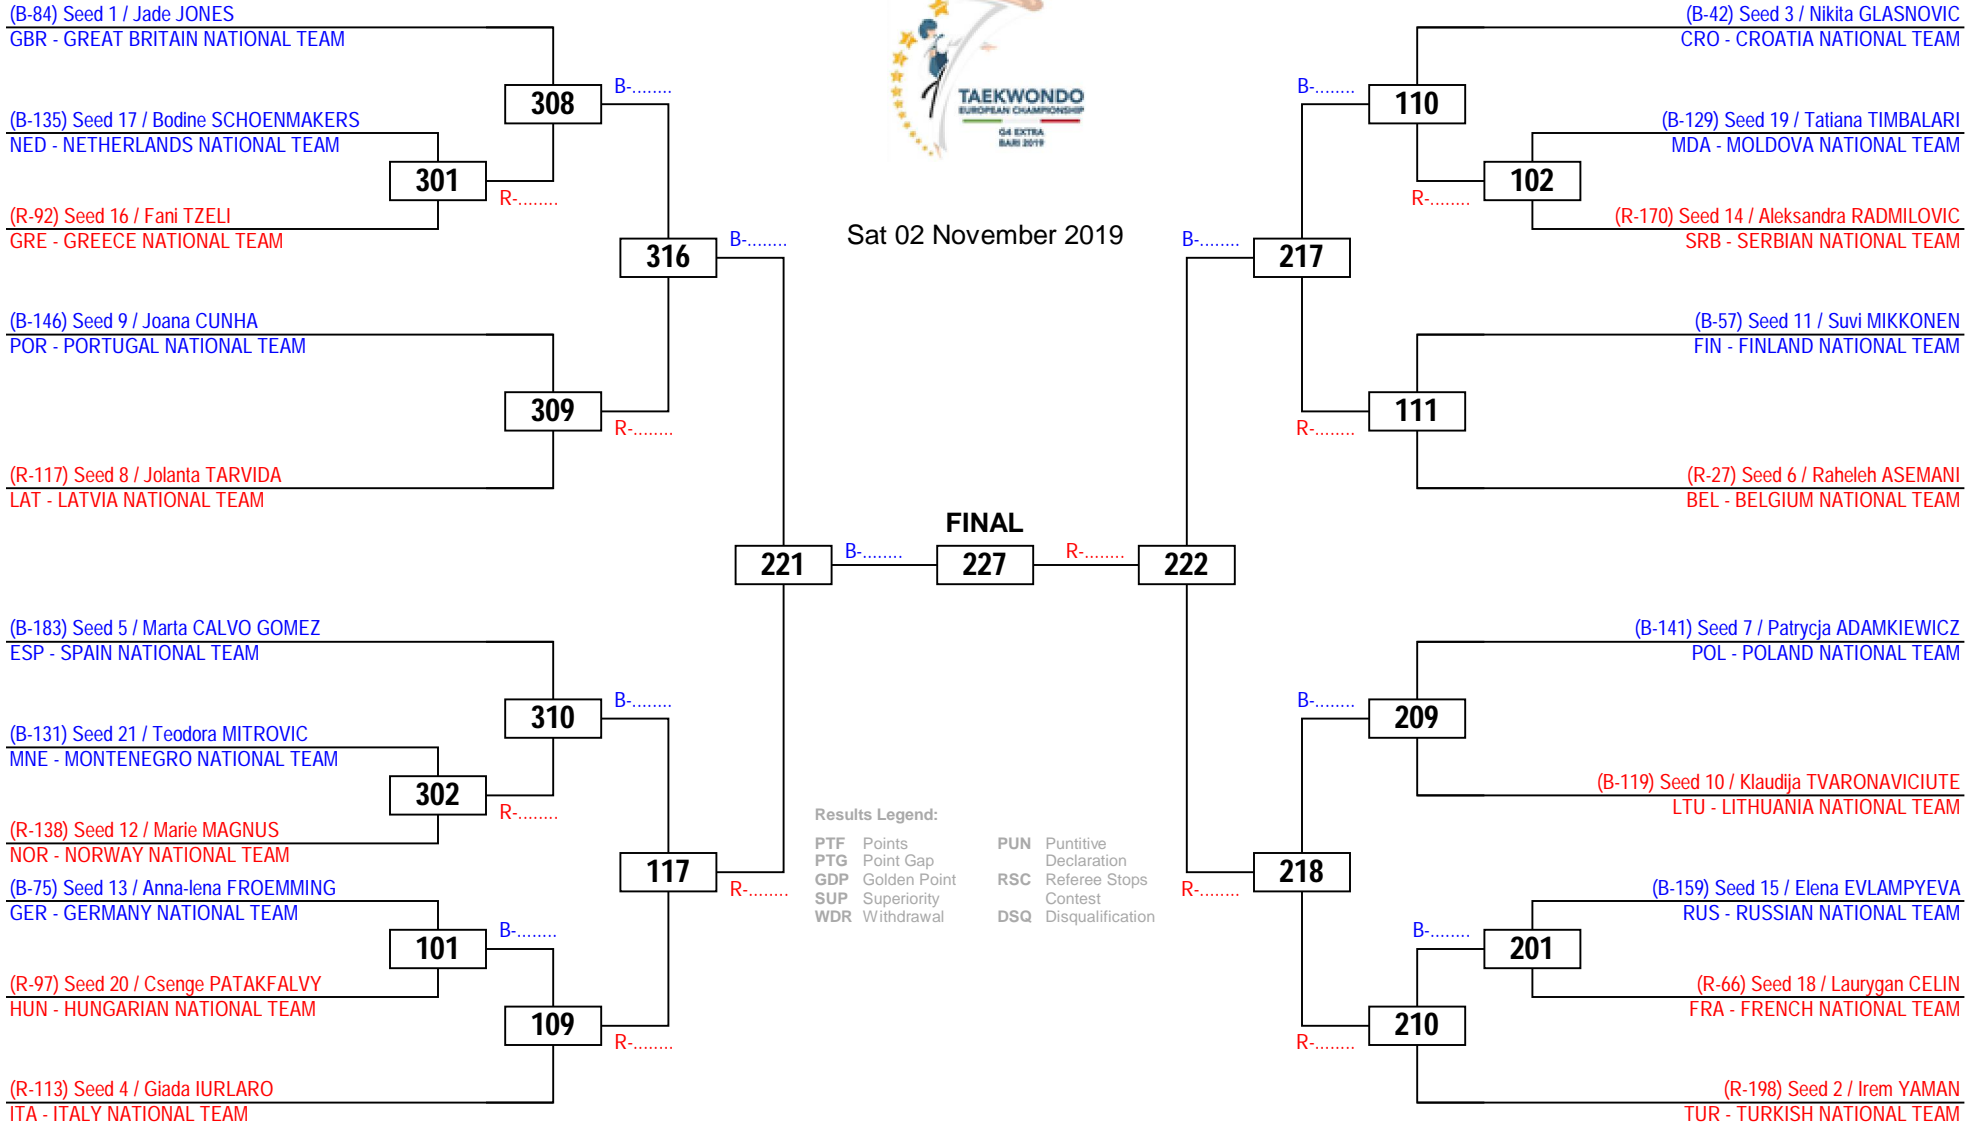 (B-84) Seed 1 / Jade JONES
GBR - GREAT BRITAIN NATIONAL TEAM
(B-135) Seed 17 / Bodine SCHOENMAKERS
NED - NETHERLANDS NATIONAL TEAM
(R-92) Seed 16 / Fani TZELI
GRE - GREECE NATIONAL TEAM
(B-146) Seed 9 / Joana CUNHA
POR - PORTUGAL NATIONAL TEAM
(R-117) Seed 8 / Jolanta TARVIDA
LAT - LATVIA NATIONAL TEAM
(B-183) Seed 5 / Marta CALVO GOMEZ
ESP - SPAIN NATIONAL TEAM
(B-131) Seed 21 / Teodora MITROVIC
MNE - MONTENEGRO NATIONAL TEAM
(R-138) Seed 12 / Marie MAGNUS
NOR - NORWAY NATIONAL TEAM
(B-75) Seed 13 / Anna-lena FROEMMING
GER - GERMANY NATIONAL TEAM
(R-97) Seed 20 / Csenge PATAKFALVY
HUN - HUNGARIAN NATIONAL TEAM
(R-113) Seed 4 / Giada IURLARO
ITA - ITALY NATIONAL TEAM
301
R-........
302
R-........
101
B-........
308
B-........
309
R-........
310
B-........
109
R-........
316
B-........
117
R-........
221
B-........
TAEKWONDO
EUROPEAN CHAMPIONSHIP
G4 EXTRA
BARI 2019
Sat 02 November 2019
FINAL
227
Results Legend:
PTF Points
PTG Point Gap
GDP Golden Point
SUP Superiority
WDR Withdrawal
PUN Puntitive
Declaration
RSC Referee Stops
Contest
DSQ Disqualification
R-........
222
B-........
217
R-........
218
B-........
110
R-........
111
B-........
209
R-........
210
R-........
102
B-........
201
(B-42) Seed 3 / Nikita GLASNOVIC
CRO - CROATIA NATIONAL TEAM
(B-129) Seed 19 / Tatiana TIMBALARI
MDA - MOLDOVA NATIONAL TEAM
(R-170) Seed 14 / Aleksandra RADMILOVIC
SRB - SERBIAN NATIONAL TEAM
(B-57) Seed 11 / Suvi MIKKONEN
FIN - FINLAND NATIONAL TEAM
(R-27) Seed 6 / Raheleh ASEMANI
BEL - BELGIUM NATIONAL TEAM
(B-141) Seed 7 / Patrycja ADAMKIEWICZ
POL - POLAND NATIONAL TEAM
(B-119) Seed 10 / Klaudija TVARONAVICIUTE
LTU - LITHUANIA NATIONAL TEAM
(B-159) Seed 15 / Elena EVLAMPYEVA
RUS - RUSSIAN NATIONAL TEAM
(R-66) Seed 18 / Laurygan CELIN
FRA - FRENCH NATIONAL TEAM
(R-198) Seed 2 / Irem YAMAN
TUR - TURKISH NATIONAL TEAM